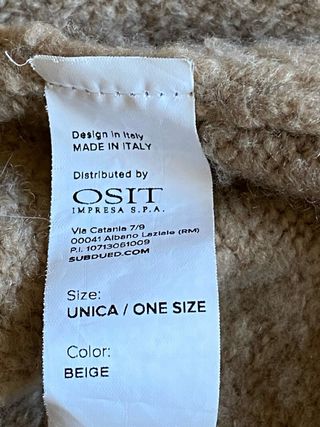 Design in Italy
MADE IN ITALY
Distributed by
OSIT
IMPRESA S.P.A.
Via Catania 7/9
00041 Albano Laziale (RM)
P.I. 10713061009
SUBDUED.COM
Size:
UNICA / ONE SIZE
Color:
BEIGE